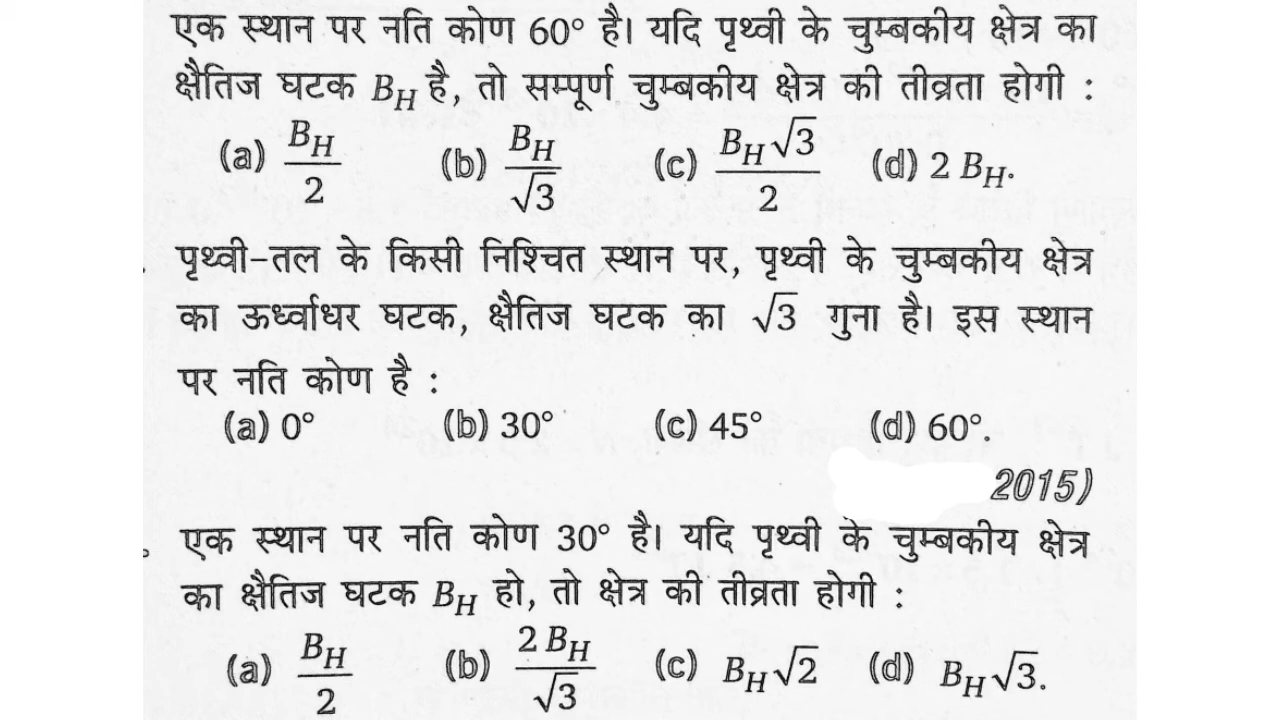 एक स्थान पर नति कोण 60° है। यदि पृथ्वी के चुम्बकीय क्षेत्र का
क्षैतिज घटक B_H है, तो सम्पूर्ण चुम्बकीय क्षेत्र की तीव्रता होगी :
(a) B_H/2 (b) B_H/√3 (c) B_H√3/2 (d) 2 B_H.
पृथ्वी-तल के किसी निश्चित स्थान पर, पृथ्वी के चुम्बकीय क्षेत्र
का ऊर्ध्वाधर घटक, क्षैतिज घटक का √3 गुना है। इस स्थान
पर नति कोण है :
(a) 0° (b) 30° (c) 45° (d) 60°.
2015)
एक स्थान पर नति कोण 30° है। यदि पृथ्वी के चुम्बकीय क्षेत्र
का क्षैतिज घटक B_H हो, तो क्षेत्र की तीव्रता होगी :
(a) B_H/2 (b) 2 B_H/√3 (c) B_H√2 (d) B_H√3.